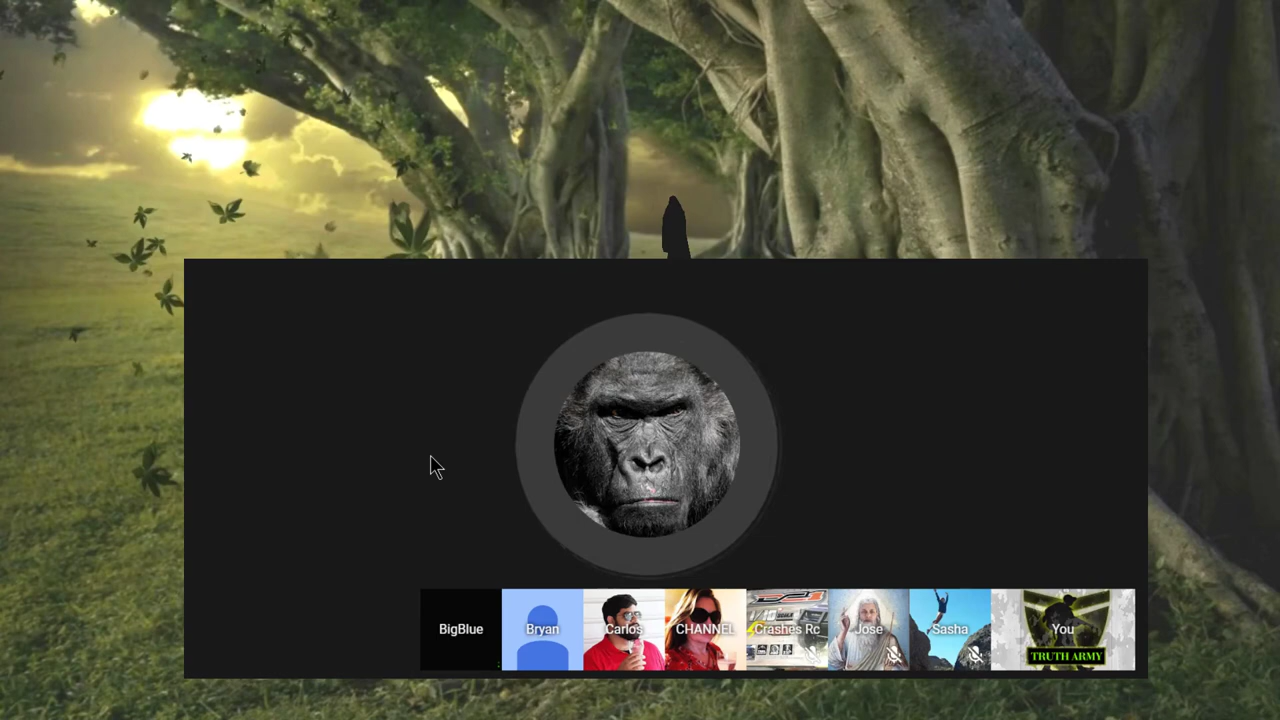 BigBlue
Bryan
Carlos
CHANNEL
Crashes Rc
Jose
Sasha
You
TRUTH ARMY